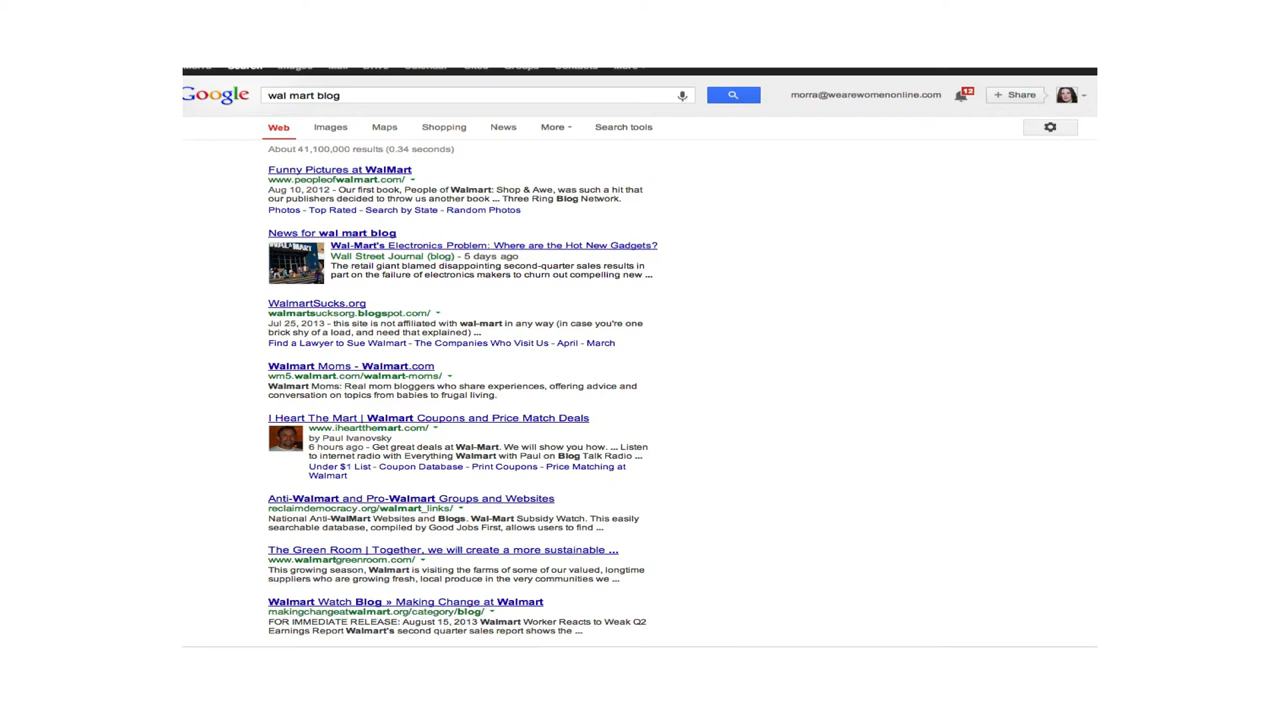 Search Images Mail Drive Calendar Sites Groups Contacts More
Google wal mart blog morra@wearewomenonline.com 12 + Share
Web Images Maps Shopping News More Search tools
About 41,100,000 results (0.34 seconds)
Funny Pictures at WalMart
www.peopleofwalmart.com/
Aug 10, 2012 - Our first book, People of Walmart: Shop & Awe, was such a hit that
our publishers decided to throw us another book ... Three Ring Blog Network.
Photos - Top Rated - Search by State - Random Photos
News for wal mart blog
Wal-Mart's Electronics Problem: Where are the Hot New Gadgets?
WAL MART
Wall Street Journal (blog) - 5 days ago
The retail giant blamed disappointing second-quarter sales results in
part on the failure of electronics makers to churn out compelling new ...
WalmartSucks.org
walmartsucksorg.blogspot.com/
Jul 25, 2013 - this site is not affiliated with wal-mart in any way (in case you're one
brick shy of a load, and need that explained) ...
Find a Lawyer to Sue Walmart - The Companies Who Visit Us - April - March
Walmart Moms - Walmart.com
wm5.walmart.com/walmart-moms/
Walmart Moms: Real mom bloggers who share experiences, offering advice and
conversation on topics from babies to frugal living.
I Heart The Mart | Walmart Coupons and Price Match Deals
www.iheartthemart.com/
by Paul Ivanovsky
6 hours ago - Get great deals at Wal-Mart. We will show you how. ... Listen
to internet radio with Everything Walmart with Paul on Blog Talk Radio ...
Under $1 List - Coupon Database - Print Coupons - Price Matching at
Walmart
Anti-Walmart and Pro-Walmart Groups and Websites
reclaimdemocracy.org/walmart_links/
National Anti-WalMart Websites and Blogs. Wal-Mart Subsidy Watch. This easily
searchable database, compiled by Good Jobs First, allows users to find ...
The Green Room | Together, we will create a more sustainable ...
www.walmartgreenroom.com/
This growing season, Walmart is visiting the farms of some of our valued, longtime
suppliers who are growing fresh, local produce in the very communities we ...
Walmart Watch Blog » Making Change at Walmart
makingchangeatwalmart.org/category/blog/
FOR IMMEDIATE RELEASE: August 15, 2013 Walmart Worker Reacts to Weak Q2
Earnings Report Walmart's second quarter sales report shows the ...